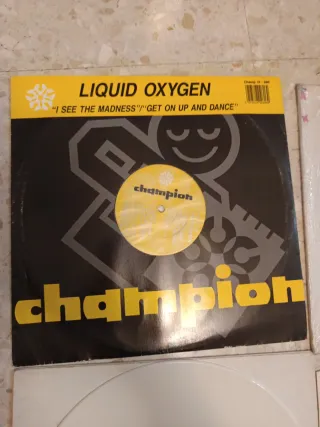 LIQUID OXYGEN
"I SEE THE MADNESS"/"GET ON UP AND DANCE"
champion
champion